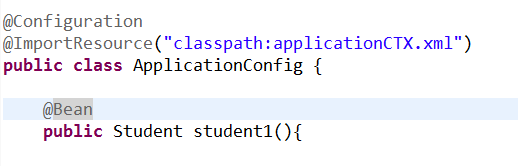 @Configuration
@ImportResource("classpath:applicationCTX.xml")
public class ApplicationConfig {
@Bean
public Student student1(){